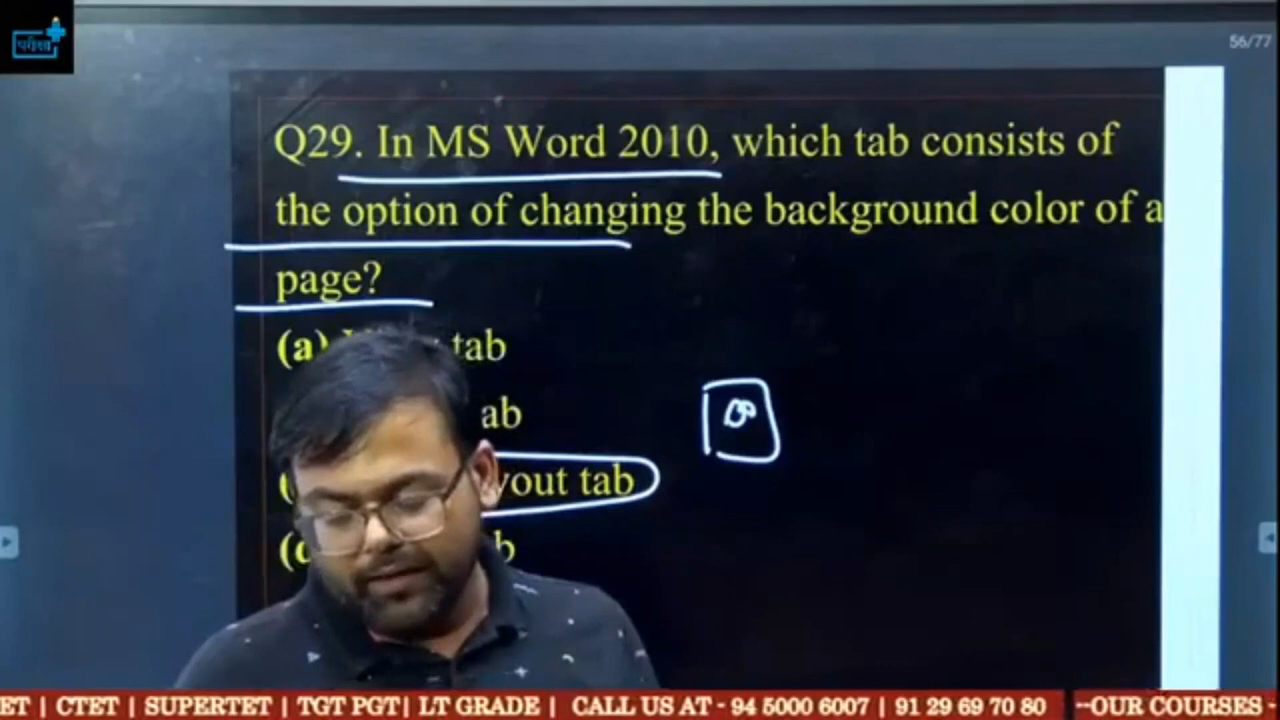 परीक्षा
56/77
Q29. In MS Word 2010, which tab consists of
the option of changing the background color of a
page?
(a) tab
out tab
ET | CTET | SUPERTET | TGT PGT| LT GRADE | CALL US AT - 94 5000 6007 | 91 29 69 70 80 --OUR COURSES -